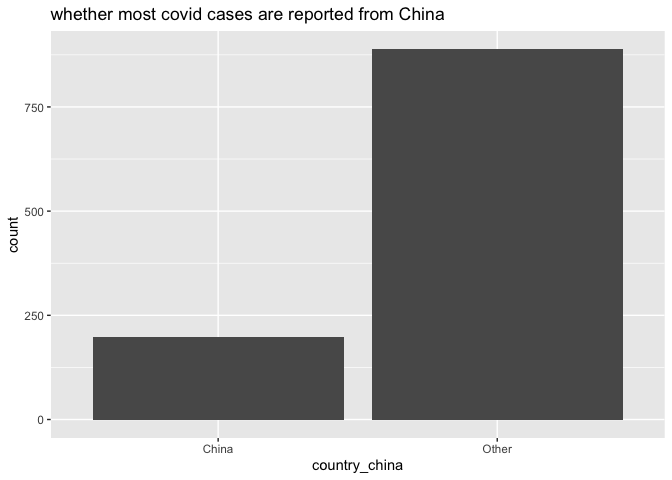 whether most covid cases are reported from China
count
750
500
250
0
China Other
country_china